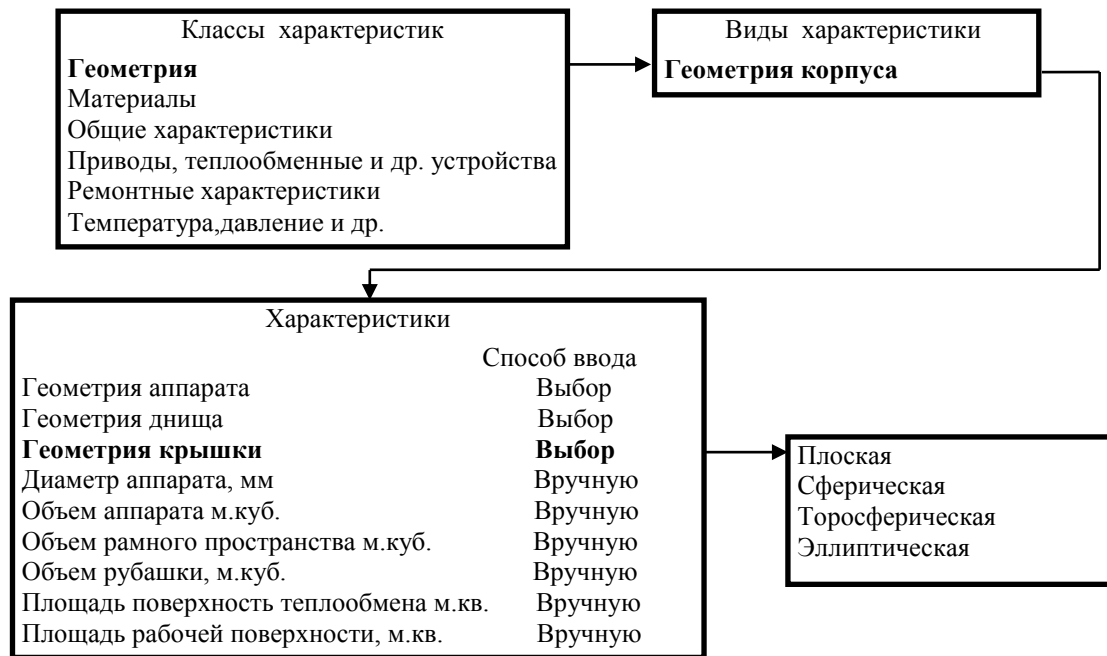 Классы характеристик
Геометрия
Материалы
Общие характеристики
Приводы, теплообменные и др. устройства
Ремонтные характеристики
Температура,давление и др.
Виды характеристики
Геометрия корпуса
Характеристики
Способ ввода
Геометрия аппарата Выбор
Геометрия днища Выбор
Геометрия крышки Выбор
Диаметр аппарата, мм Вручную
Объем аппарата м.куб. Вручную
Объем рамного пространства м.куб. Вручную
Объем рубашки, м.куб. Вручную
Площадь поверхность теплообмена м.кв. Вручную
Площадь рабочей поверхности, м.кв. Вручную
Плоская
Сферическая
Торосферическая
Эллиптическая